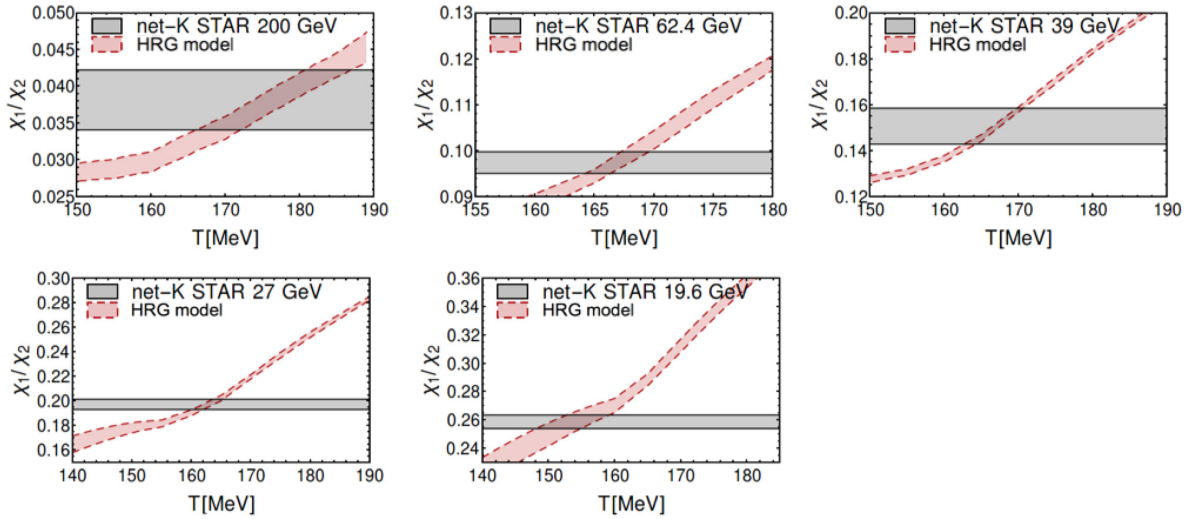 net-K STAR 200 GeV
HRG model
0.050
0.045
0.040
0.035
0.030
0.025
χ1/χ2
150 160 170 180 190
T[MeV]
net-K STAR 62.4 GeV
HRG model
0.13
0.12
0.11
0.10
0.09
χ1/χ2
155 160 165 170 175 180
T[MeV]
net-K STAR 39 GeV
HRG model
0.20
0.18
0.16
0.14
0.12
χ1/χ2
150 160 170 180 190
T[MeV]
net-K STAR 27 GeV
HRG model
0.30
0.28
0.26
0.24
0.22
0.20
0.18
0.16
χ1/χ2
140 150 160 170 180 190
T[MeV]
net-K STAR 19.6 GeV
HRG model
0.36
0.34
0.32
0.30
0.28
0.26
0.24
χ1/χ2
140 150 160 170 180
T[MeV]